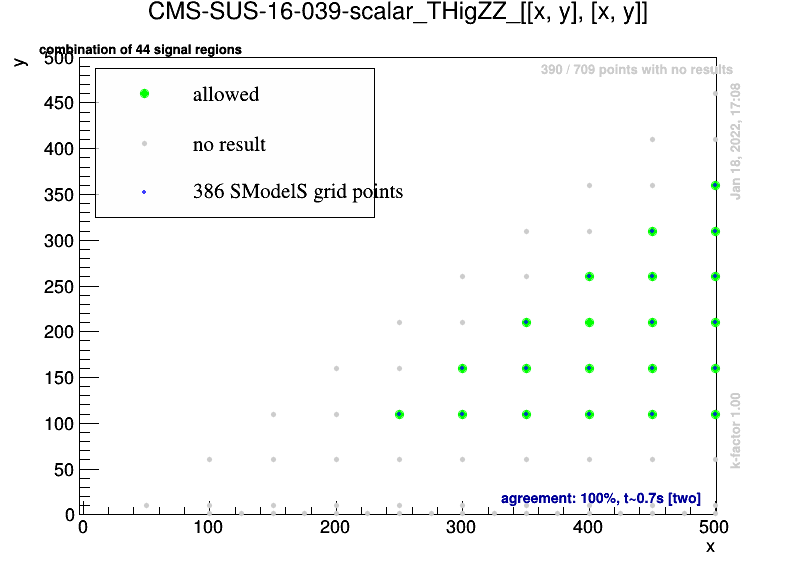 CMS-SUS-16-039-scalar_THigZZ_[[x, y], [x, y]]
combination of 44 signal regions
y
390 / 709 points with no results
allowed
no result
386 SModelS grid points
Jan 18, 2022, 17:08
k-factor 1.00
500
450
400
350
300
250
200
150
100
50
0
agreement: 100%, t~0.7s [two]
0 100 200 300 400 500
x